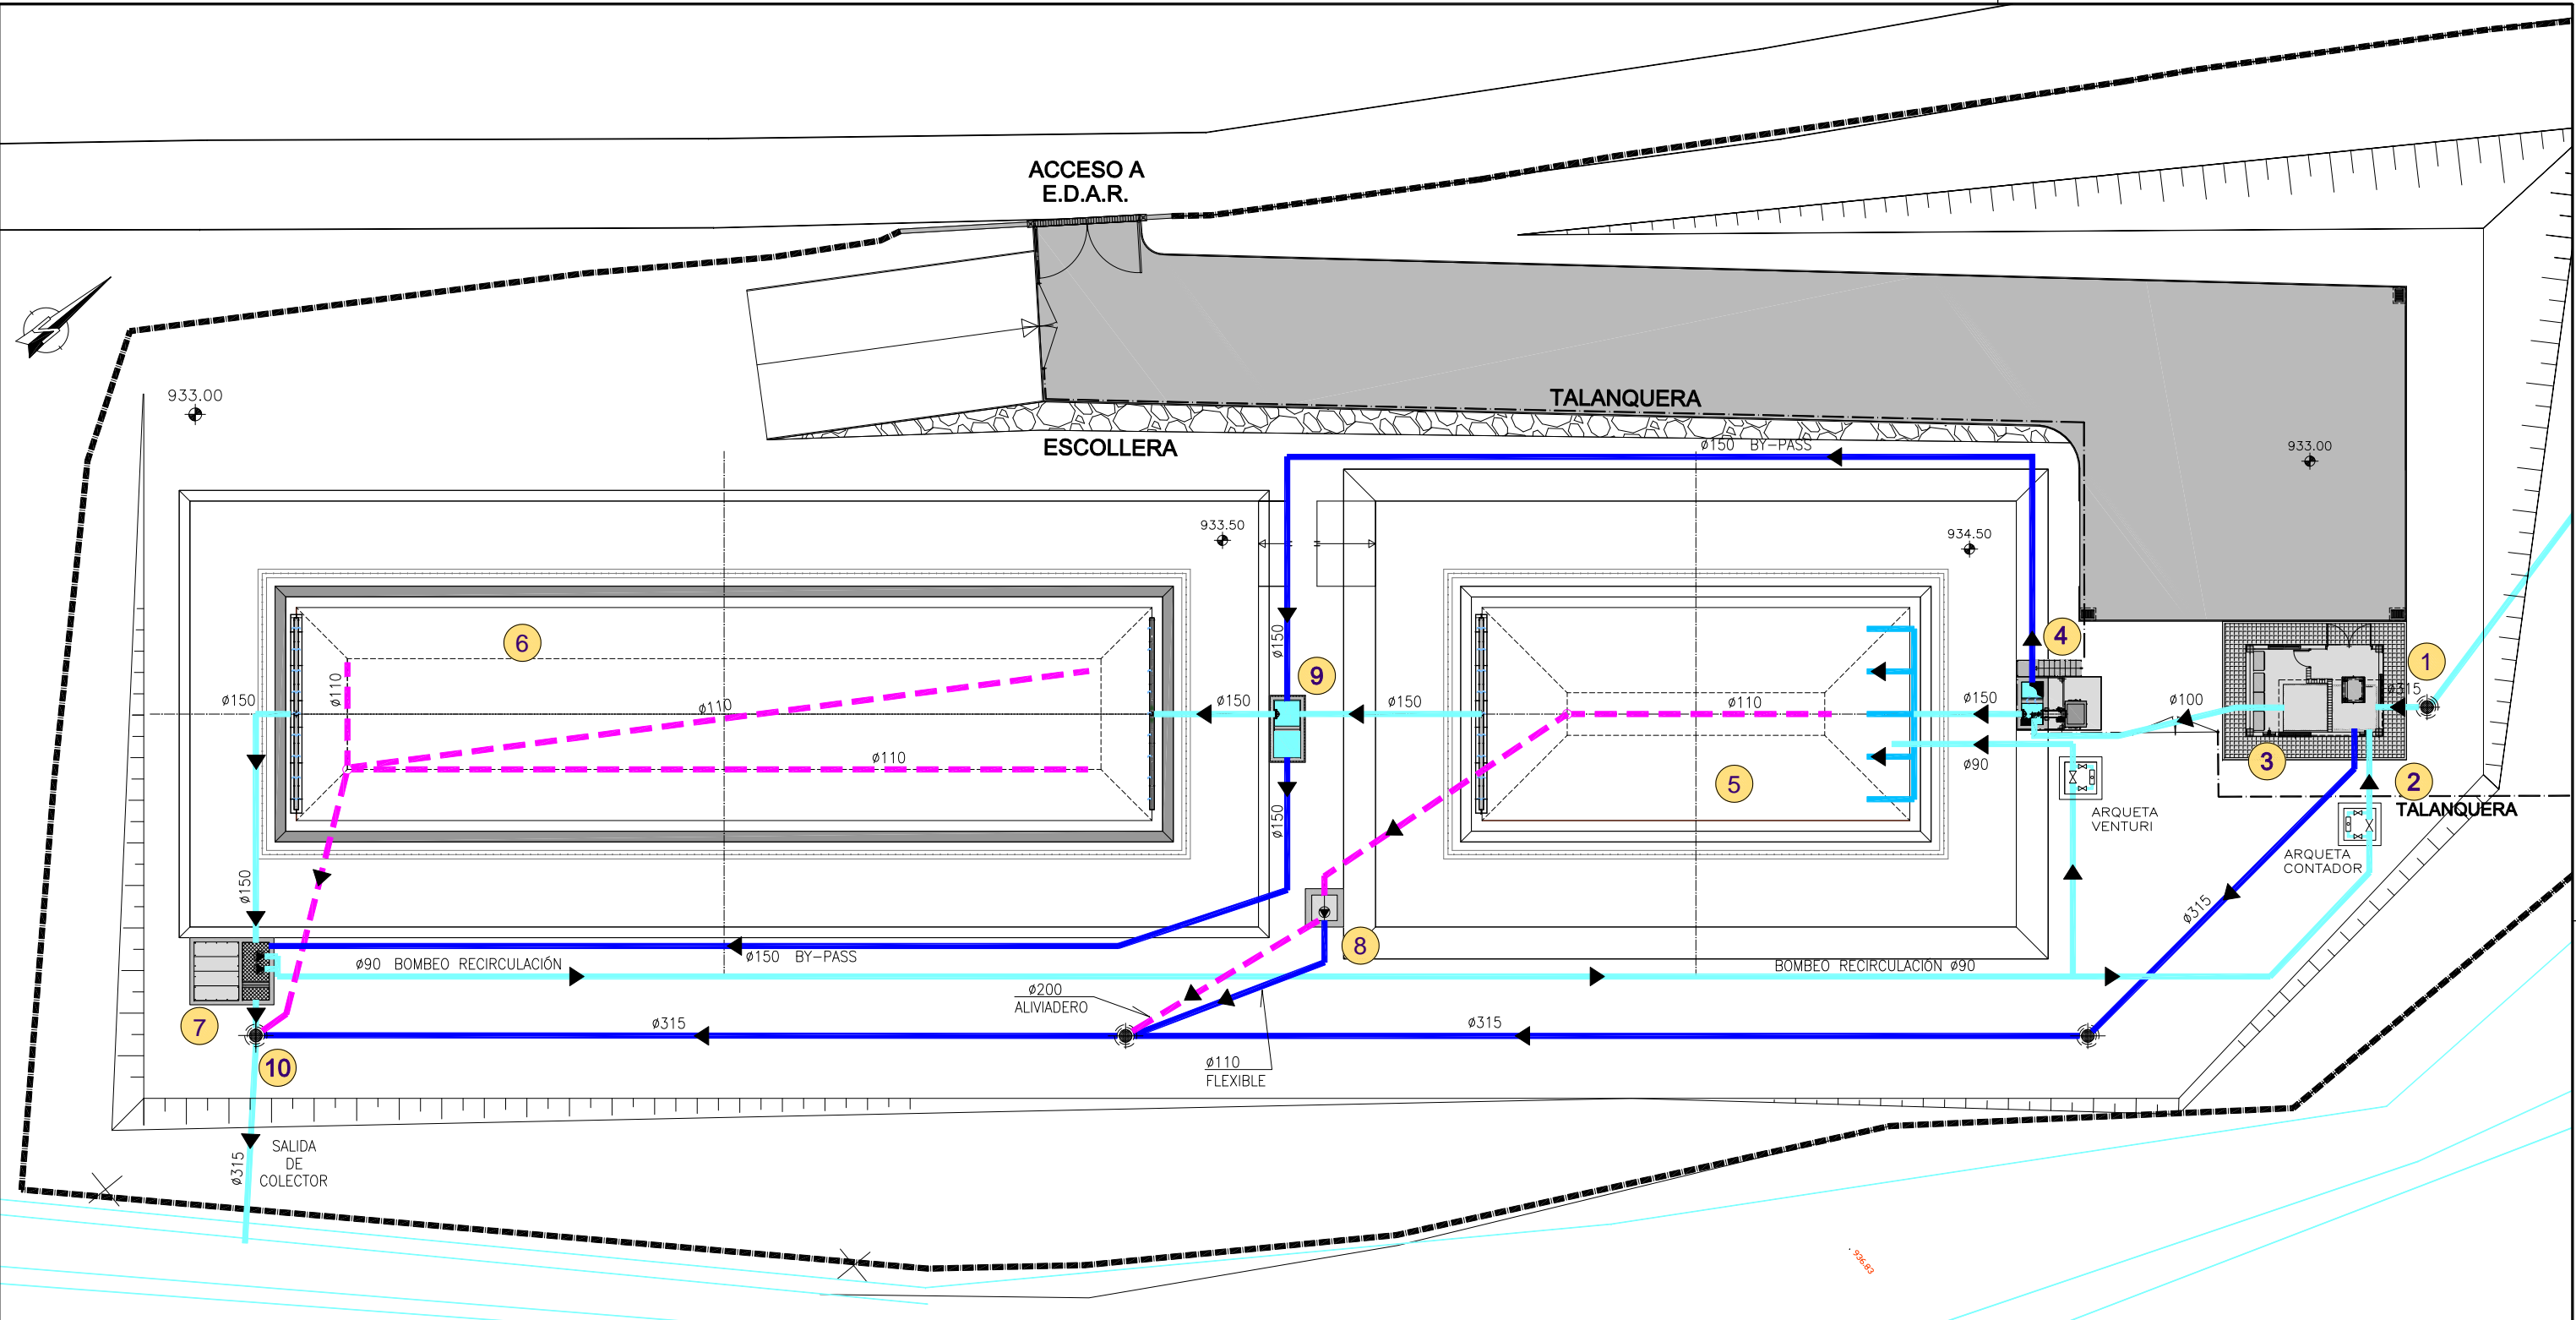 ACCESO A
E.D.A.R.
933.00
TALANQUERA
ESCOLLERA
ø150 BY-PASS
933.00
933.50
934.50
6
ø150
9
4
1
ø110
ø150
ø110
ø150
ø150
ø110
ø150
ø100
ø315
ø110
5
ø90
3
2
TALANQUERA
ø150
ARQUETA
VENTURI
ARQUETA
CONTADOR
ø150
ø315
8
ø150 BY-PASS
ø90 BOMBEO RECIRCULACIÓN
BOMBEO RECIRCULACIÓN ø90
ø200
ALIVIADERO
7
ø315
ø315
10
ø110
FLEXIBLE
SALIDA
DE
COLECTOR
ø315
936.83